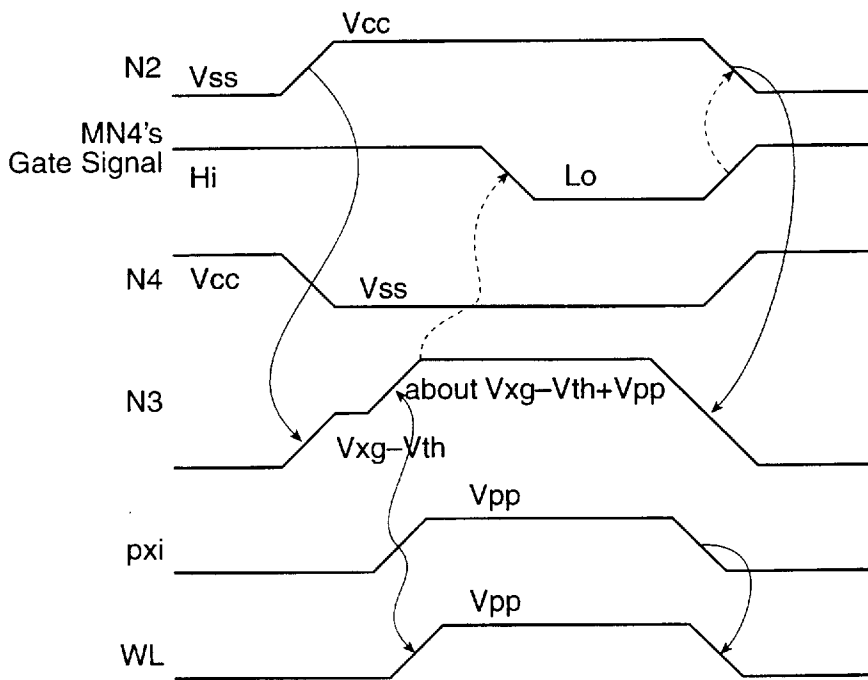 Vcc
N2
Vss
MN4's
Gate Signal
Hi
Lo
N4
Vcc
Vss
N3
about Vxg–Vth+Vpp
Vxg–Vth
Vpp
pxi
Vpp
WL